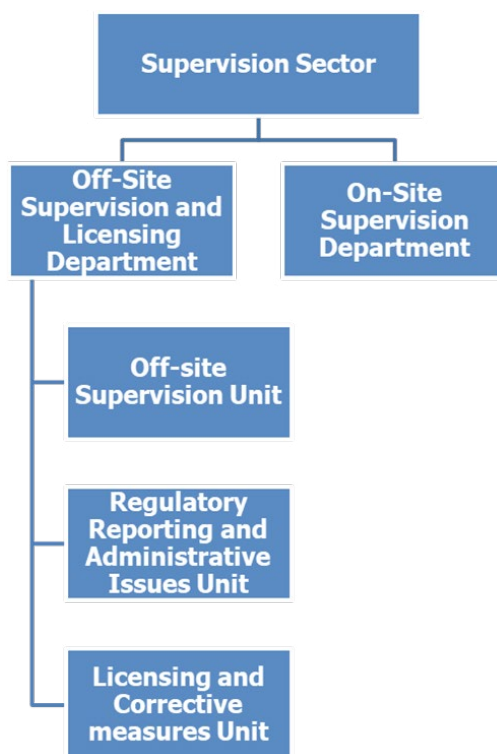 Supervision Sector
Off-Site
Supervision and
Licensing
Department
On-Site
Supervision
Department
Off-site
Supervision Unit
Regulatory
Reporting and
Administrative
Issues Unit
Licensing and
Corrective
measures Unit